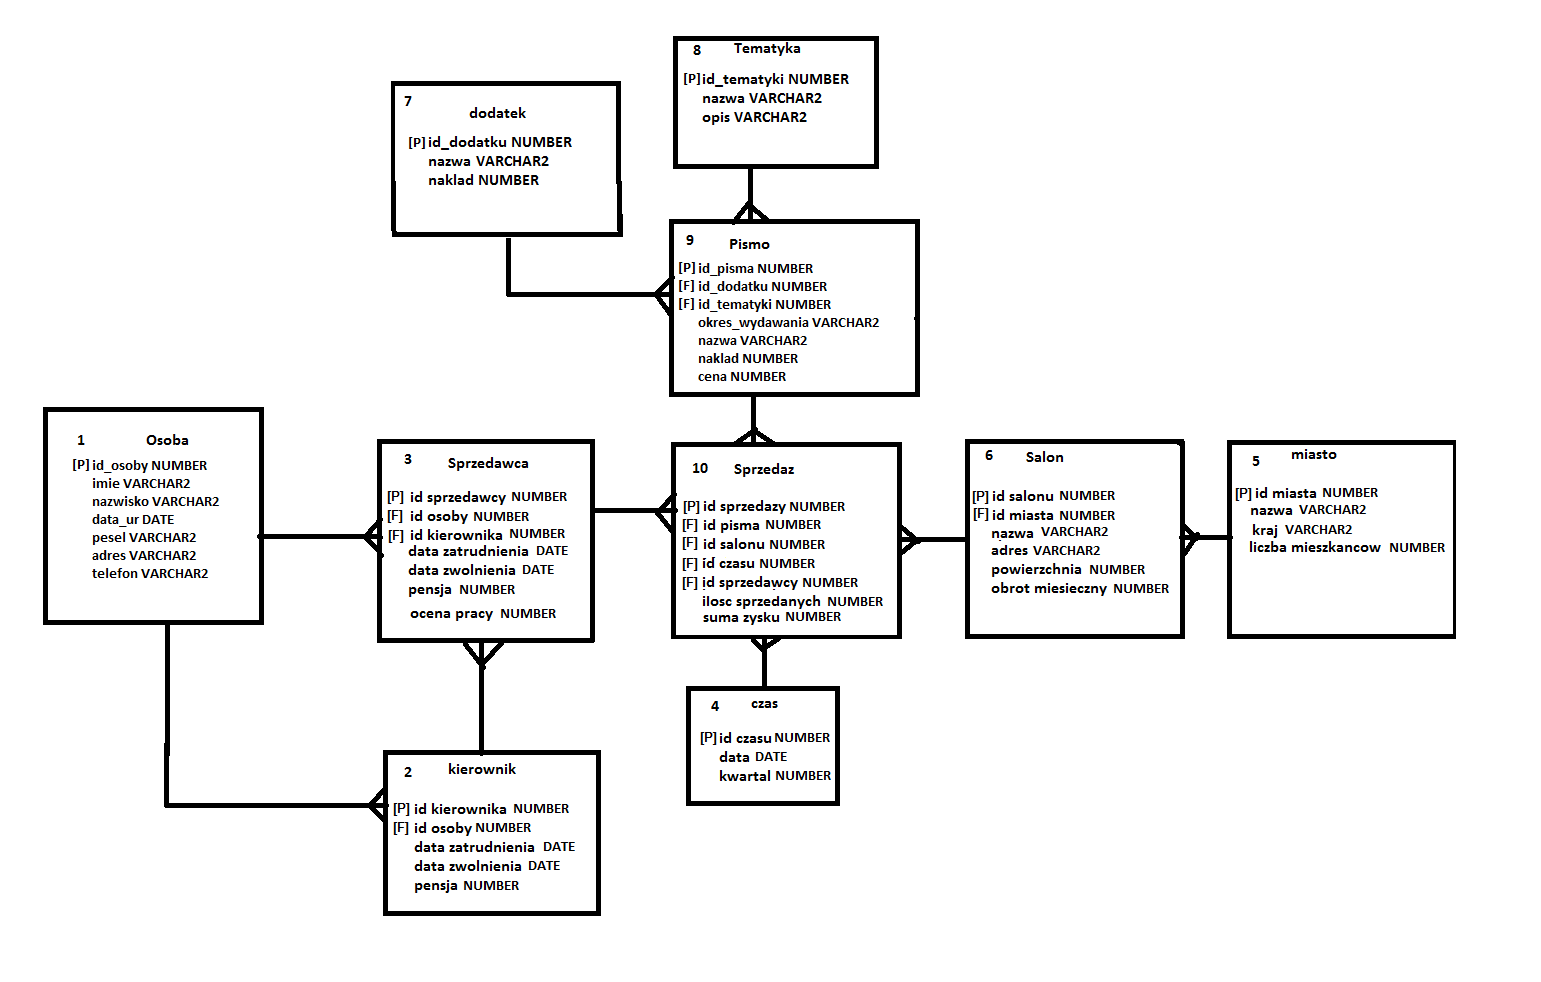 8 Tematyka
[P] id_tematyki NUMBER
nazwa VARCHAR2
opis VARCHAR2
7
dodatek
[P] id_dodatku NUMBER
nazwa VARCHAR2
naklad NUMBER
9 Pismo
[P] id_pisma NUMBER
[F] id_dodatku NUMBER
[F] id_tematyki NUMBER
okres_wydawania VARCHAR2
nazwa VARCHAR2
naklad NUMBER
cena NUMBER
1 Osoba
[P] id_osoby NUMBER
imie VARCHAR2
nazwisko VARCHAR2
data_ur DATE
pesel VARCHAR2
adres VARCHAR2
telefon VARCHAR2
3 Sprzedawca
[P] id sprzedawcy NUMBER
[F] id osoby NUMBER
[F] id kierownika NUMBER
data zatrudnienia DATE
data zwolnienia DATE
pensja NUMBER
ocena pracy NUMBER
10 Sprzedaz
[P] id sprzedazy NUMBER
[F] id pisma NUMBER
[F] id salonu NUMBER
[F] id czasu NUMBER
[F] id sprzedawcy NUMBER
ilosc sprzedanych NUMBER
suma zysku NUMBER
6 Salon
[P] id salonu NUMBER
[F] id miasta NUMBER
nazwa VARCHAR2
adres VARCHAR2
powierzchnia NUMBER
obrot miesieczny NUMBER
5 miasto
[P] id miasta NUMBER
nazwa VARCHAR2
kraj VARCHAR2
liczba mieszkancow NUMBER
4 czas
[P] id czasu NUMBER
data DATE
kwartal NUMBER
2 kierownik
[P] id kierownika NUMBER
[F] id osoby NUMBER
data zatrudnienia DATE
data zwolnienia DATE
pensja NUMBER